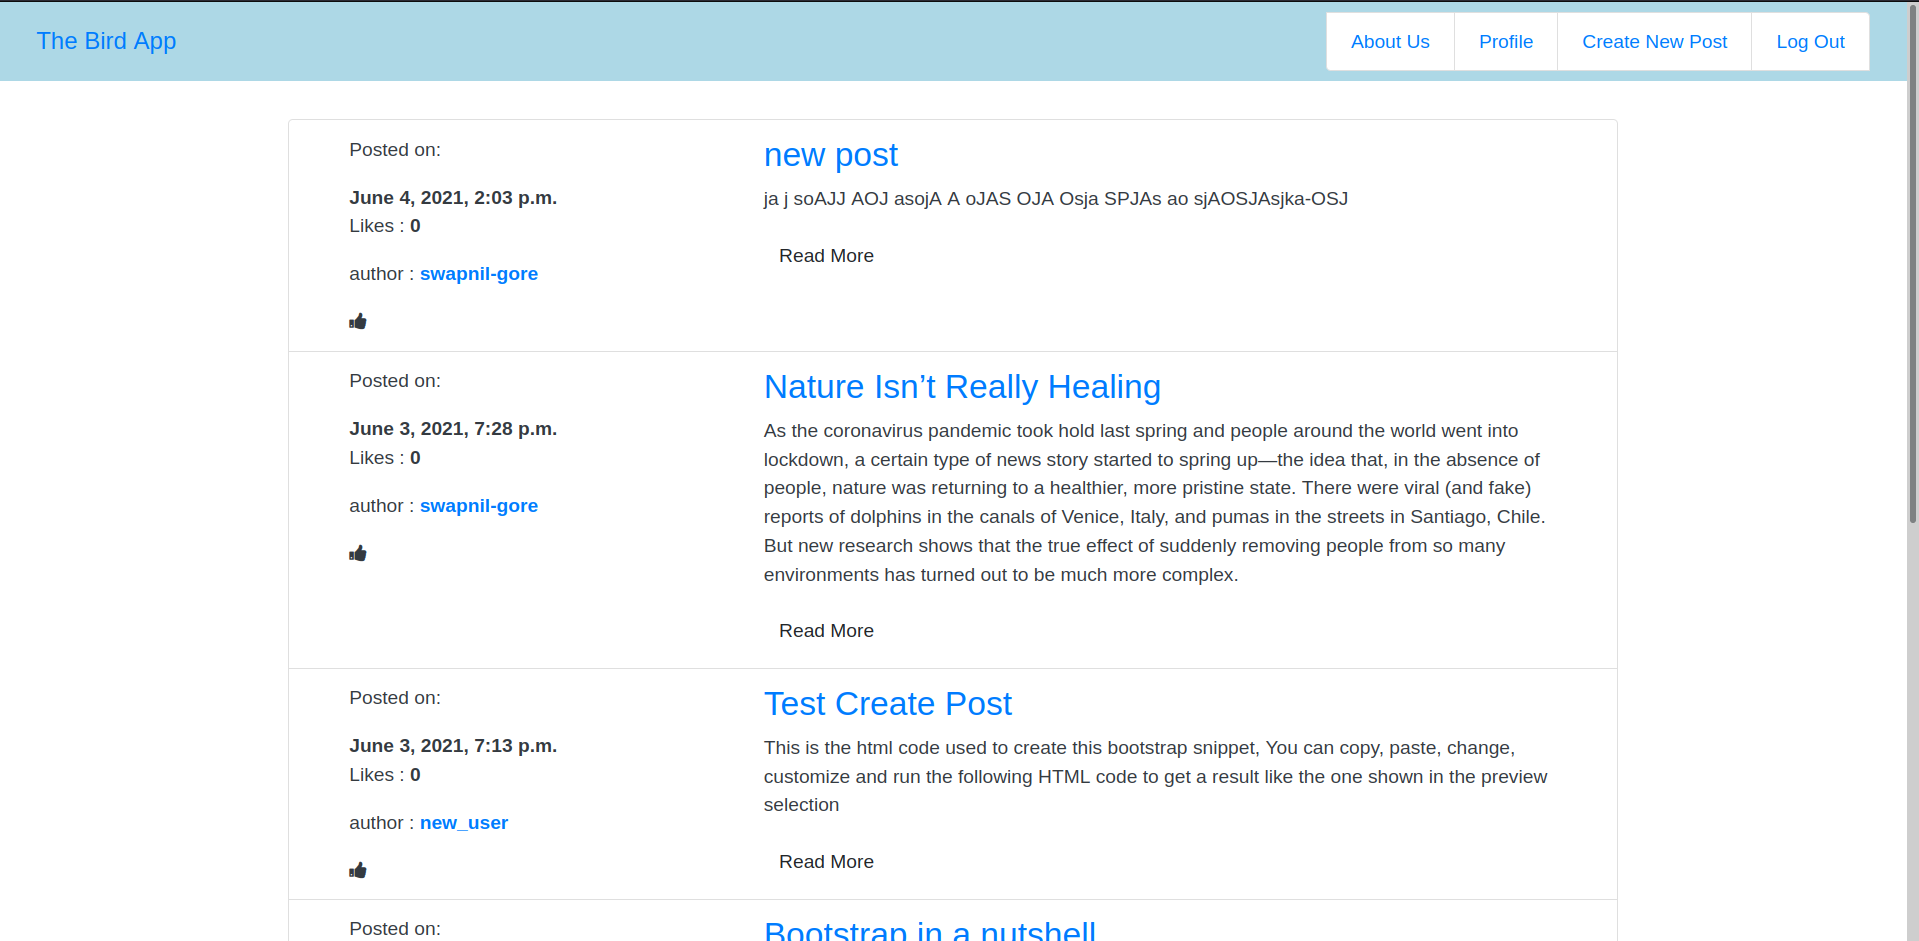 The Bird App
About Us
Profile
Create New Post
Log Out
Posted on:
June 4, 2021, 2:03 p.m.
Likes : 0
author : swapnil-gore
new post
ja j soAJJ AOJ asojA A oJAS OJA Osja SPJAs ao sjAOSJAsjka-OSJ
Read More
Posted on:
June 3, 2021, 7:28 p.m.
Likes : 0
author : swapnil-gore
Nature Isn’t Really Healing
As the coronavirus pandemic took hold last spring and people around the world went into
lockdown, a certain type of news story started to spring up—the idea that, in the absence of
people, nature was returning to a healthier, more pristine state. There were viral (and fake)
reports of dolphins in the canals of Venice, Italy, and pumas in the streets in Santiago, Chile.
But new research shows that the true effect of suddenly removing people from so many
environments has turned out to be much more complex.
Read More
Posted on:
June 3, 2021, 7:13 p.m.
Likes : 0
author : new_user
Test Create Post
This is the html code used to create this bootstrap snippet, You can copy, paste, change,
customize and run the following HTML code to get a result like the one shown in the preview
selection
Read More
Posted on:
Bootstrap in a nutshell